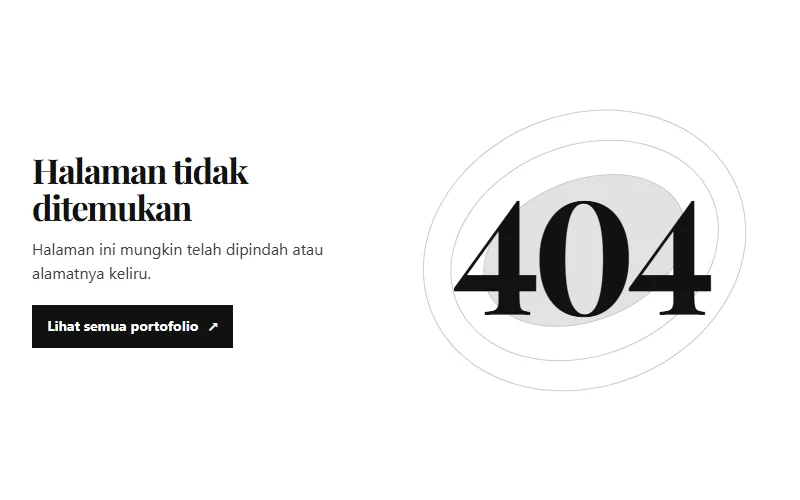 Halaman tidak
ditemukan
Halaman ini mungkin telah dipindah atau
alamatnya keliru.
Lihat semua portofolio ↗
404